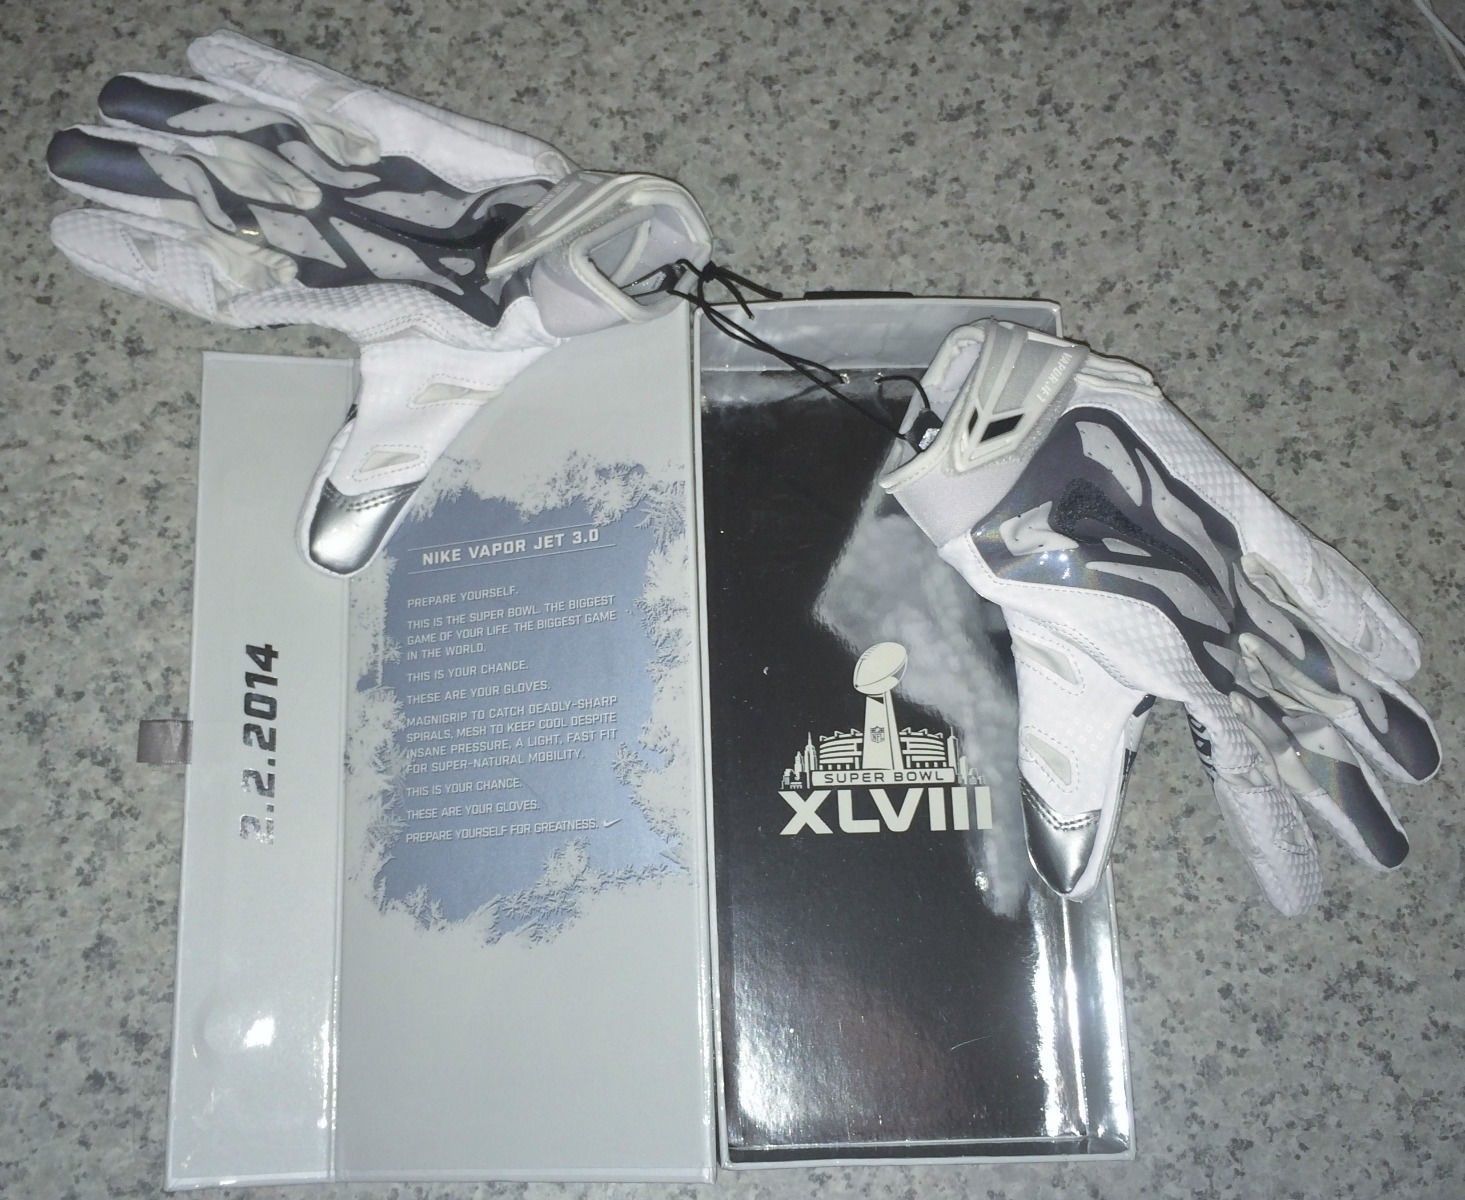 2.2.2014
NIKE VAPOR JET 3.0
PREPARE YOURSELF.
THIS IS THE SUPER BOWL. THE BIGGEST
GAME OF YOUR LIFE. THE BIGGEST GAME
IN THE WORLD.
THIS IS YOUR CHANCE.
THESE ARE YOUR GLOVES.
MAGNIGRIP TO CATCH DEADLY-SHARP
SPIRALS, MESH TO KEEP COOL DESPITE
INSANE PRESSURE, A LIGHT, FAST FIT
FOR SUPER-NATURAL MOBILITY.
THIS IS YOUR CHANCE.
THESE ARE YOUR GLOVES.
PREPARE YOURSELF FOR GREATNESS.
NFL
SUPER BOWL
XLVIII
VAPOR JET